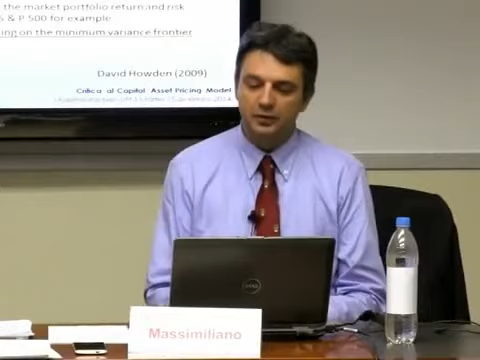 the market portfolio return and risk
S & P 500 for example
ing on the minimum variance frontier
David Howden (2009)
Critica al Capital Asset Pricing Model
DELL
Massimiliano